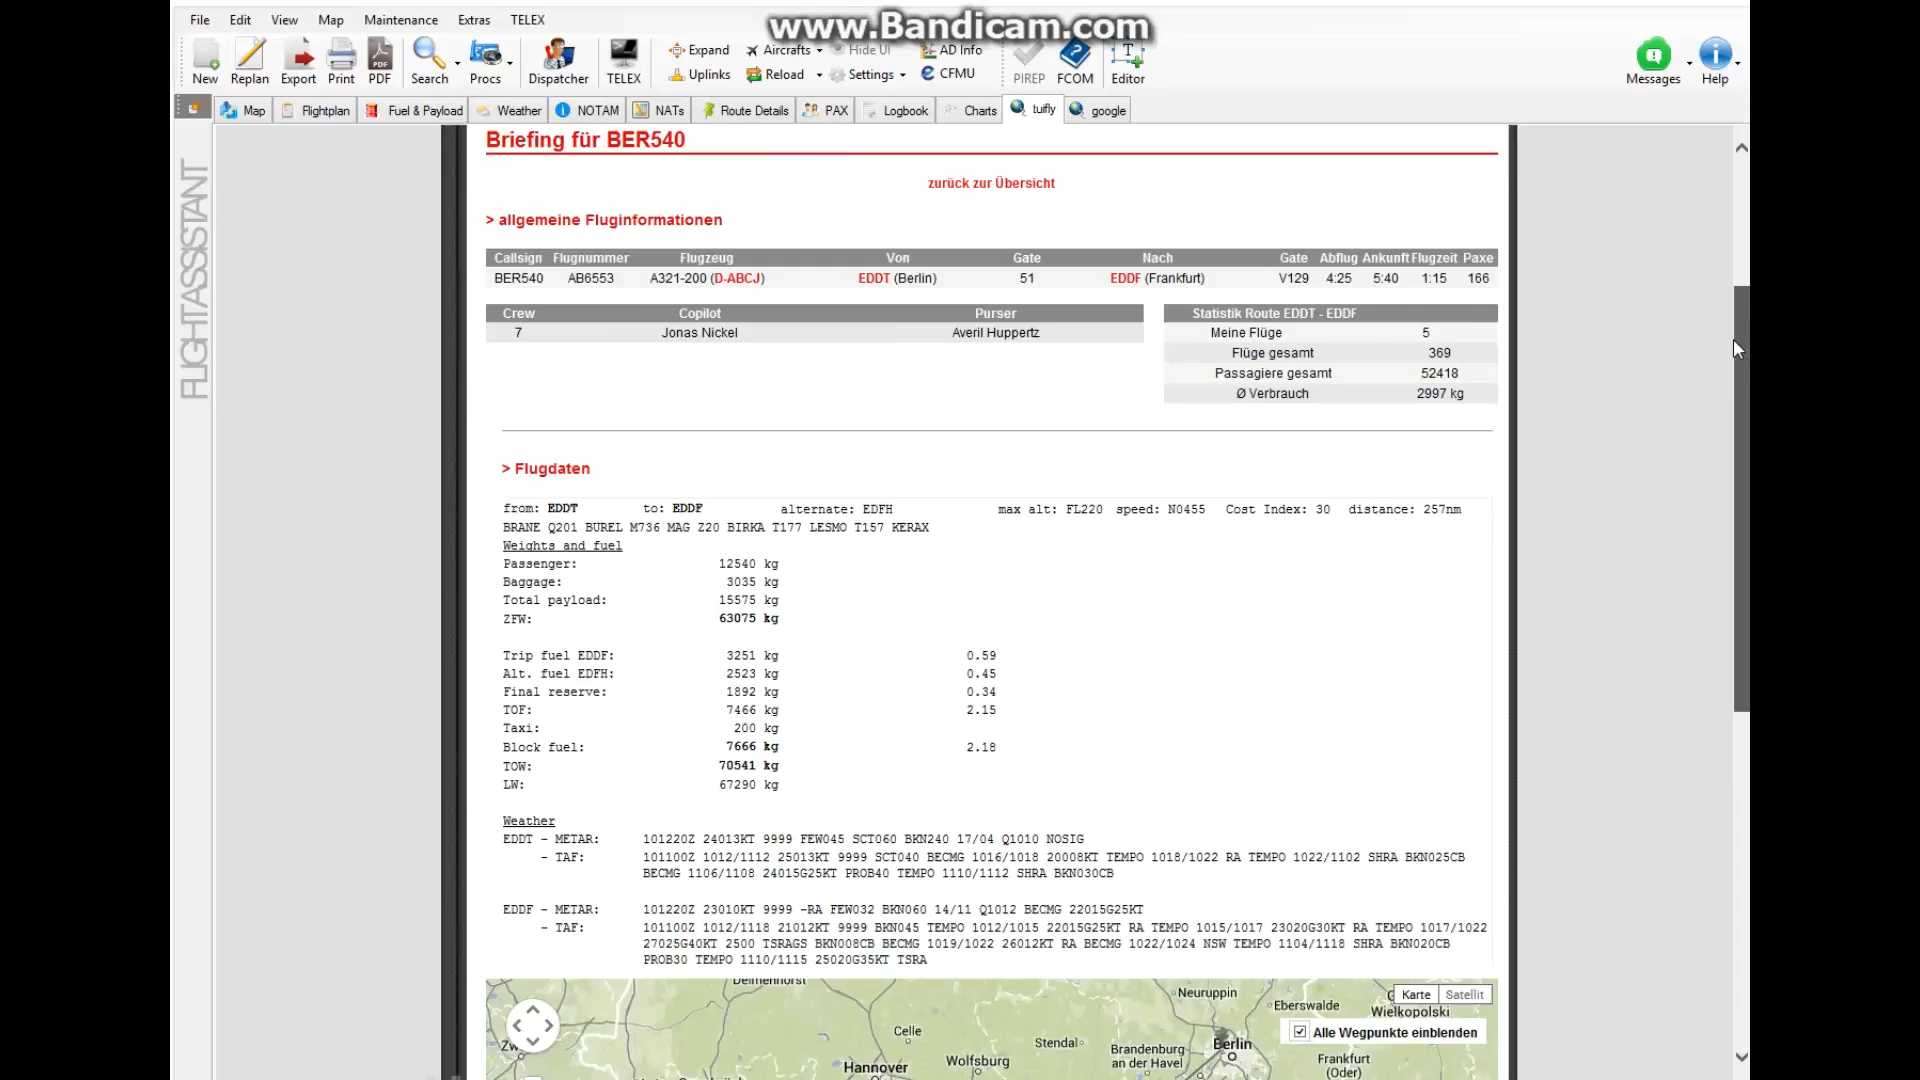 www.Bandicam.com
File Edit View Map Maintenance Extras TELEX
New Replan Export Print PDF Search Procs Dispatcher TELEX Expand Aircrafts Hide UI AD Info PIREP FCOM Editor Messages Help
Uplinks Reload Settings CFMU
Map Flightplan Fuel & Payload Weather NOTAM NATs Route Details PAX Logbook Charts tuifly google
FLIGHTASSISTANT
Briefing für BER540
zurück zur Übersicht
> allgemeine Fluginformationen
Callsign Flugnummer Flugzeug Von Gate Nach Gate Abflug Ankunft Flugzeit Paxe
BER540 AB6553 A321-200 (D-ABCJ) EDDT (Berlin) 51 EDDF (Frankfurt) V129 4:25 5:40 1:15 166
Crew Copilot Purser
7 Jonas Nickel Averil Huppertz
Statistik Route EDDT - EDDF
Meine Flüge 5
Flüge gesamt 369
Passagiere gesamt 52418
Ø Verbrauch 2997 kg
> Flugdaten
from: EDDT to: EDDF alternate: EDFH max alt: FL220 speed: N0455 Cost Index: 30 distance: 257nm
BRANE Q201 BUREL M736 MAG Z20 BIRKA T177 LESMO T157 KERAX
Weights and fuel
Passenger: 12540 kg
Baggage: 3035 kg
Total payload: 15575 kg
ZFW: 63075 kg
Trip fuel EDDF: 3251 kg 0.59
Alt. fuel EDFH: 2523 kg 0.45
Final reserve: 1892 kg 0.34
TOF: 7466 kg 2.15
Taxi: 200 kg
Block fuel: 7666 kg 2.18
TOW: 70541 kg
LW: 67290 kg
Weather
EDDT - METAR: 101220Z 24013KT 9999 FEW045 SCT060 BKN240 17/04 Q1010 NOSIG
- TAF: 101100Z 1012/1112 25013KT 9999 SCT040 BECMG 1016/1018 20008KT TEMPO 1018/1022 RA TEMPO 1022/1102 SHRA BKN025CB
BECMG 1106/1108 24015G25KT PROB40 TEMPO 1110/1112 SHRA BKN030CB
EDDF - METAR: 101220Z 23010KT 9999 -RA FEW032 BKN060 14/11 Q1012 BECMG 22015G25KT
- TAF: 101100Z 1012/1118 21012KT 9999 BKN045 TEMPO 1012/1015 22015G25KT RA TEMPO 1015/1017 23020G30KT RA TEMPO 1017/1022
27025G40KT 2500 TSRAGS BKN008CB BECMG 1019/1022 26012KT RA BECMG 1022/1024 NSW TEMPO 1104/1118 SHRA BKN020CB
PROB30 TEMPO 1110/1115 25020G35KT TSRA
Delmenhorst
Neuruppin
Karte Satellit
Eberswalde
Wielkopolski
Celle
Alle Wegpunkte einblenden
Stendal
Berlin
Brandenburg
an der Havel
Wolfsburg
Frankfurt
(Oder)
Hannover